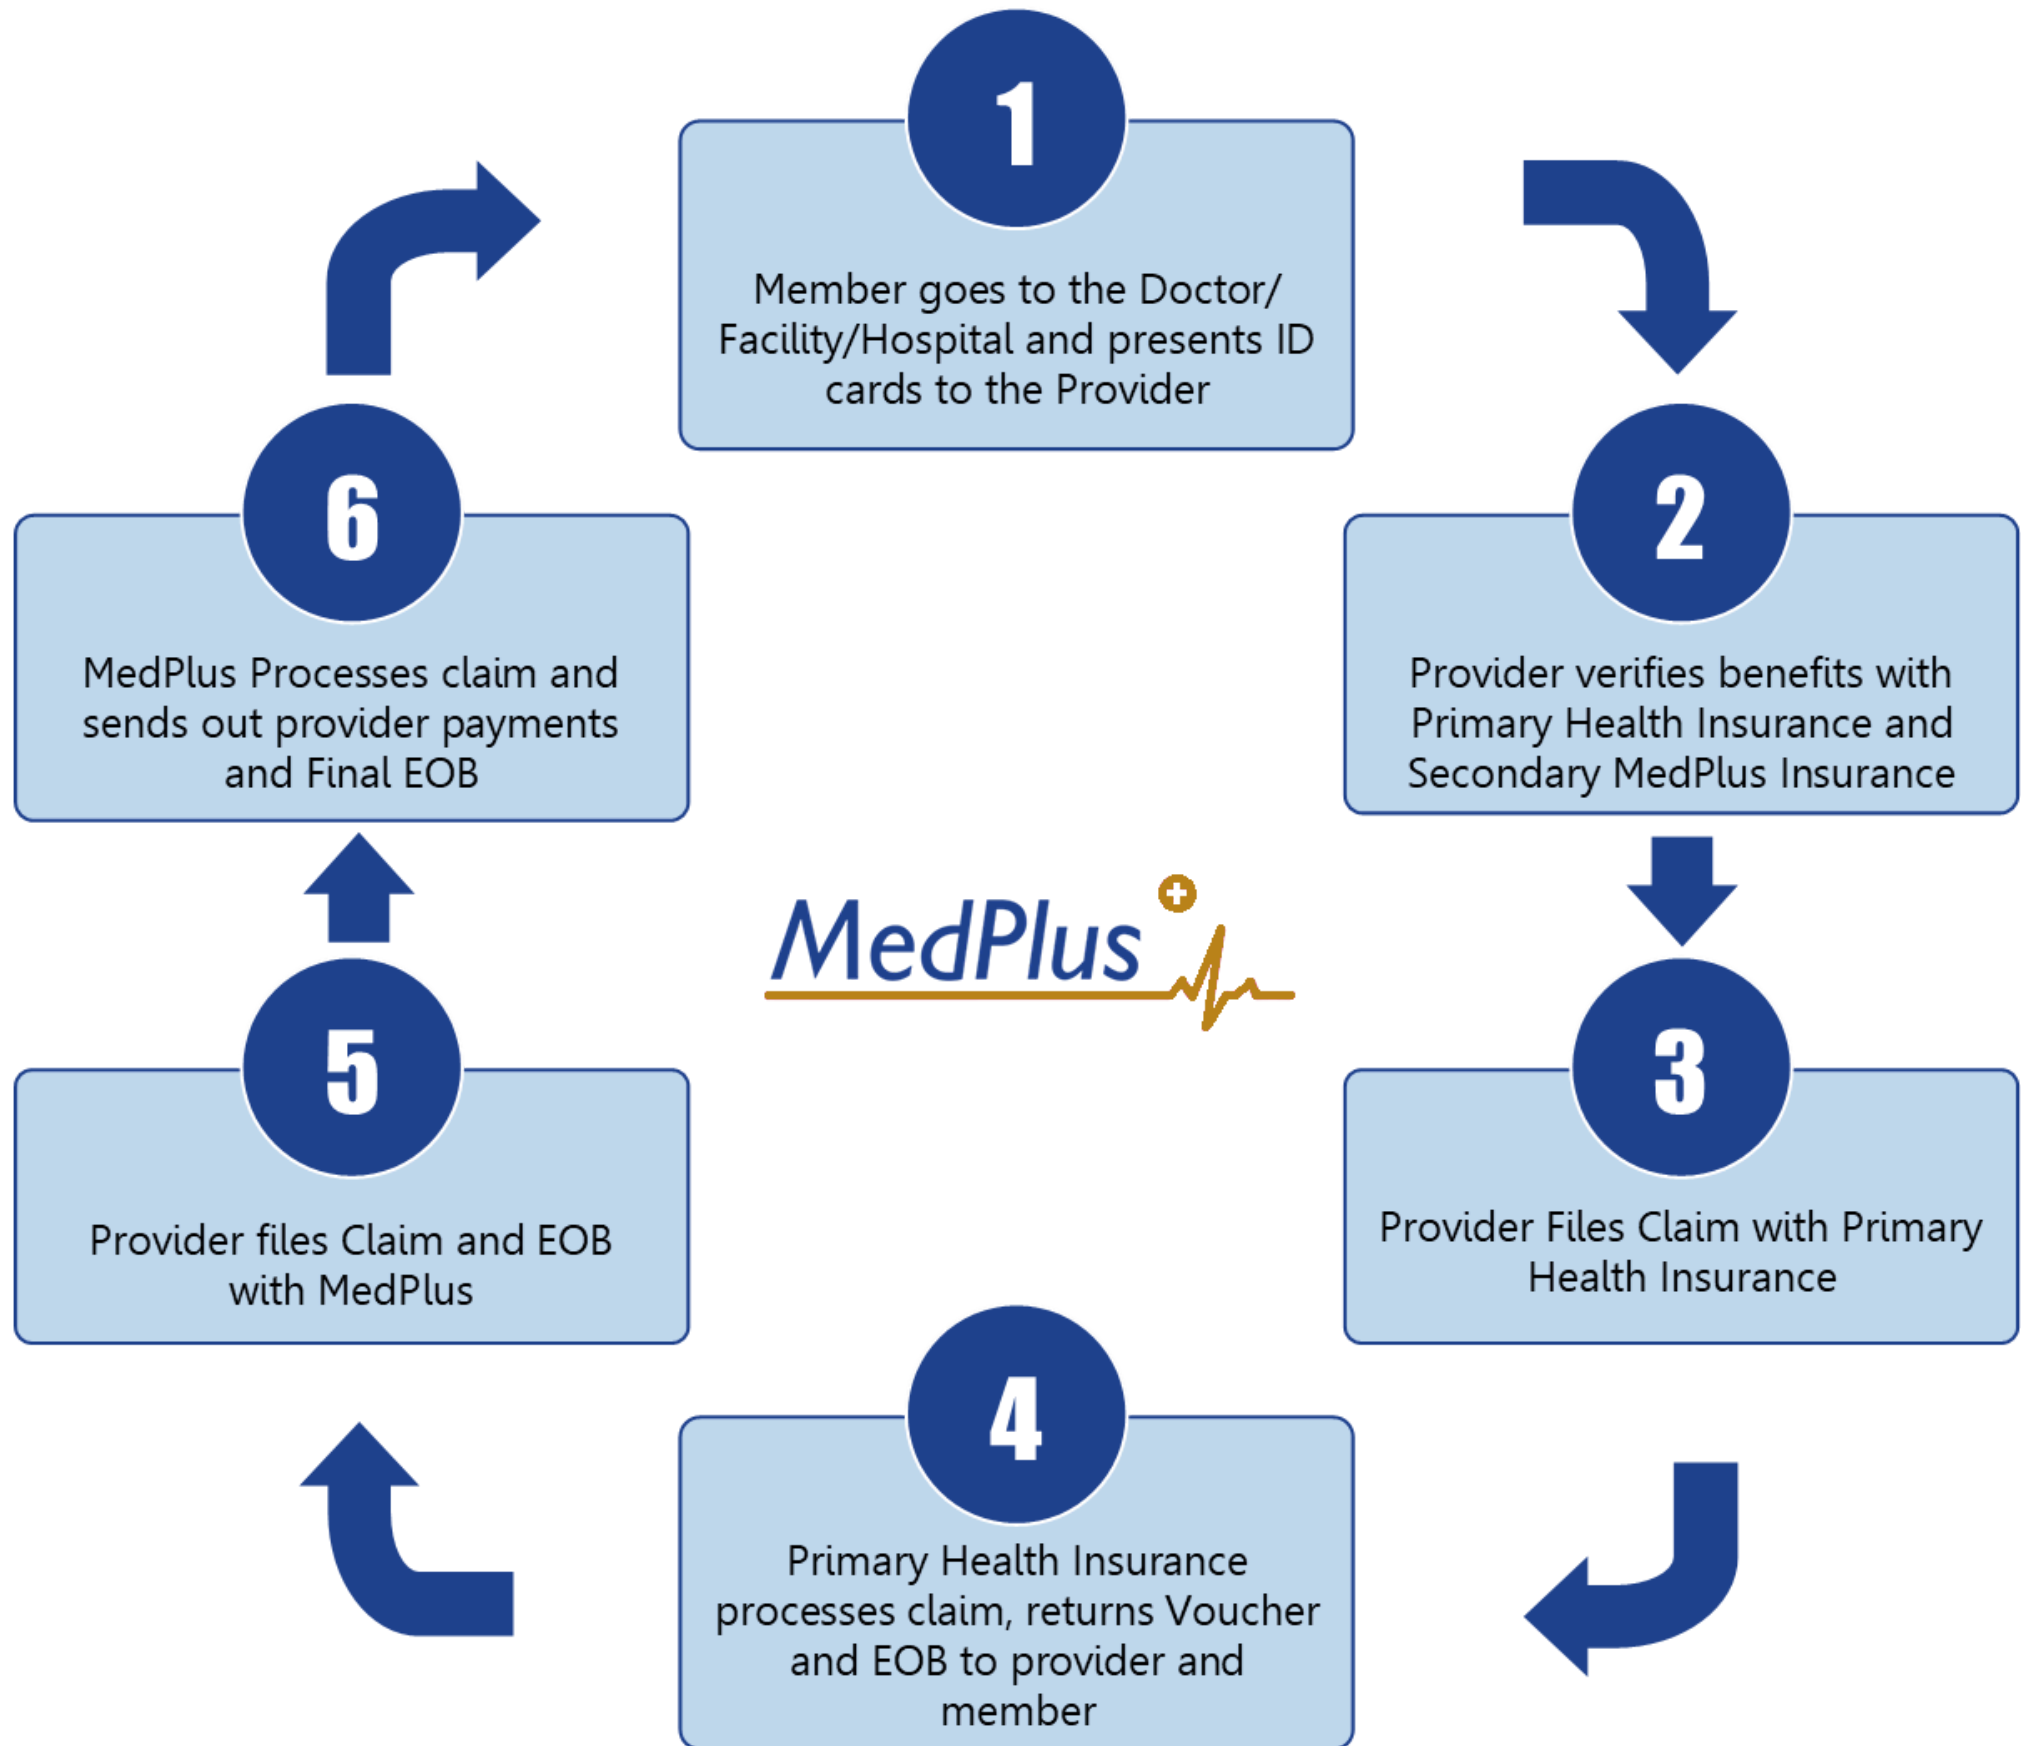 1
Member goes to the Doctor/
Facility/Hospital and presents ID
cards to the Provider
2
Provider verifies benefits with
Primary Health Insurance and
Secondary MedPlus Insurance
3
Provider Files Claim with Primary
Health Insurance
4
Primary Health Insurance
processes claim, returns Voucher
and EOB to provider and
member
5
Provider files Claim and EOB
with MedPlus
6
MedPlus Processes claim and
sends out provider payments
and Final EOB
MedPlus